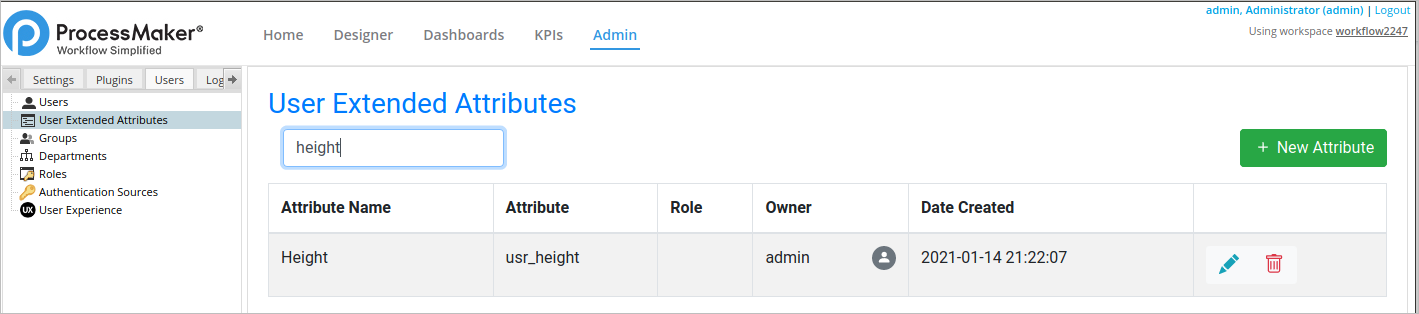 admin, Administrator (admin) | Logout
Using workspace workflow2247
ProcessMaker®
Workflow Simplified
Home Designer Dashboards KPIs Admin
Settings Plugins Users Log
Users
User Extended Attributes
Groups
Departments
Roles
Authentication Sources
UX User Experience
User Extended Attributes
height
+ New Attribute
Attribute Name Attribute Role Owner Date Created
Height usr_height admin 2021-01-14 21:22:07